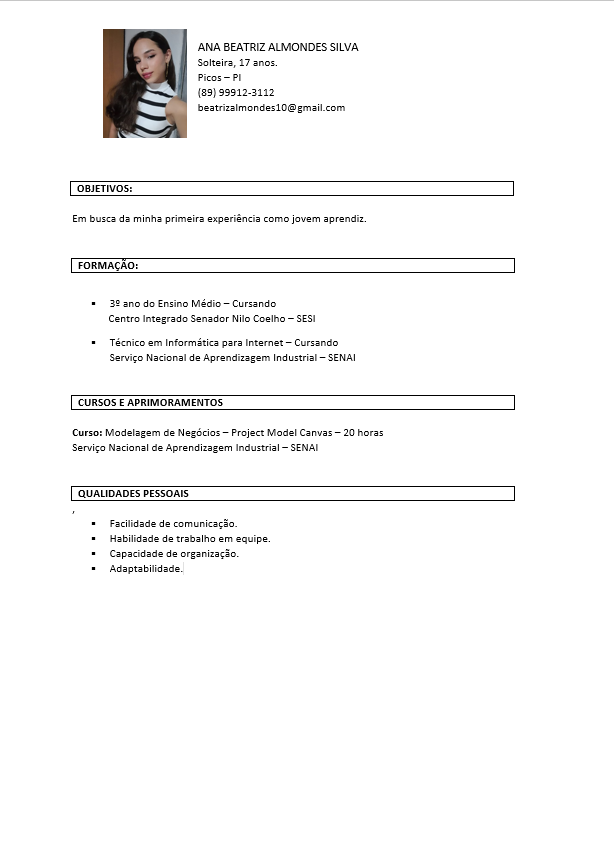 ANA BEATRIZ ALMONDES SILVA
Solteira, 17 anos.
Picos – PI
(89) 99912-3112
beatrizalmondes10@gmail.com
OBJETIVOS:
Em busca da minha primeira experiência como jovem aprendiz.
FORMAÇÃO:
▪ 3º ano do Ensino Médio – Cursando
Centro Integrado Senador Nilo Coelho – SESI
▪ Técnico em Informática para Internet – Cursando
Serviço Nacional de Aprendizagem Industrial – SENAI
CURSOS E APRIMORAMENTOS
Curso: Modelagem de Negócios – Project Model Canvas – 20 horas
Serviço Nacional de Aprendizagem Industrial – SENAI
QUALIDADES PESSOAIS
,
▪ Facilidade de comunicação.
▪ Habilidade de trabalho em equipe.
▪ Capacidade de organização.
▪ Adaptabilidade.